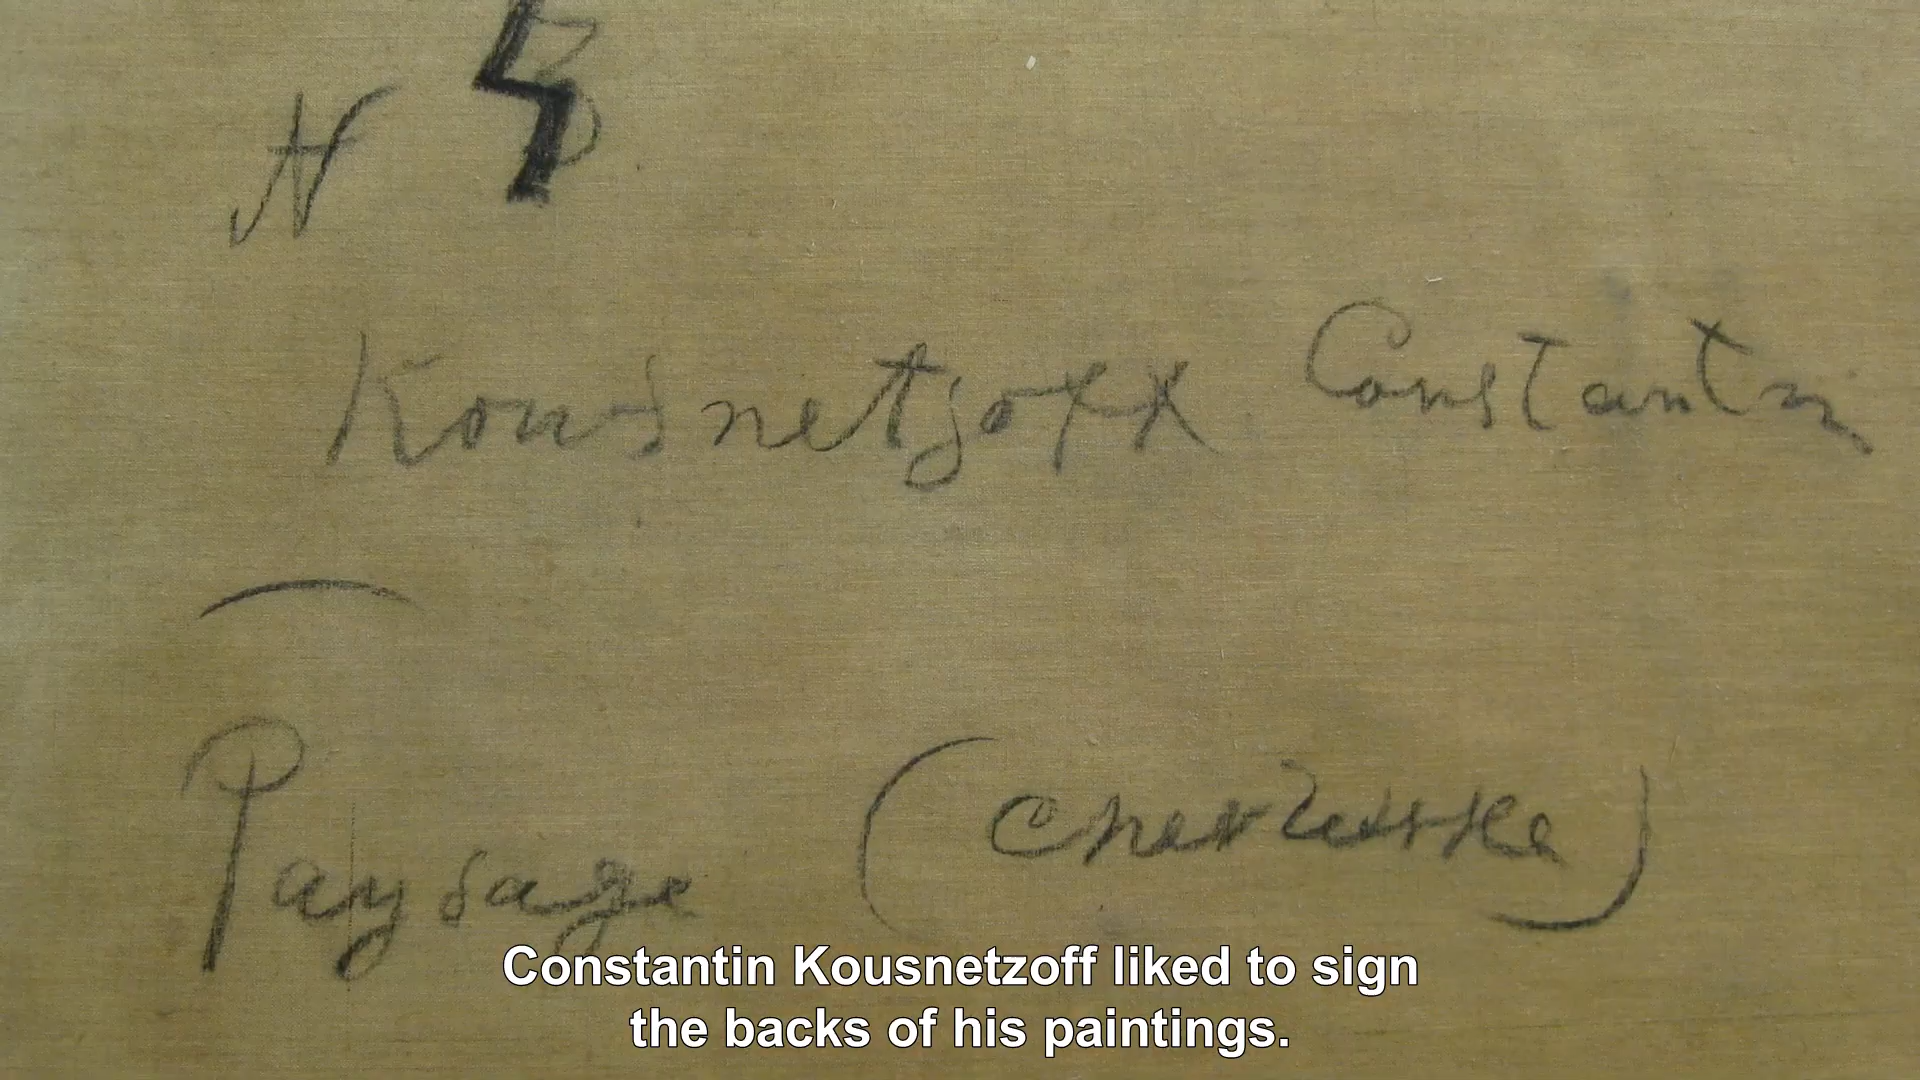 N 5
Kousnetzoff Constantin
Paysage (
Constantin Kousnetzoff liked to sign
the backs of his paintings.